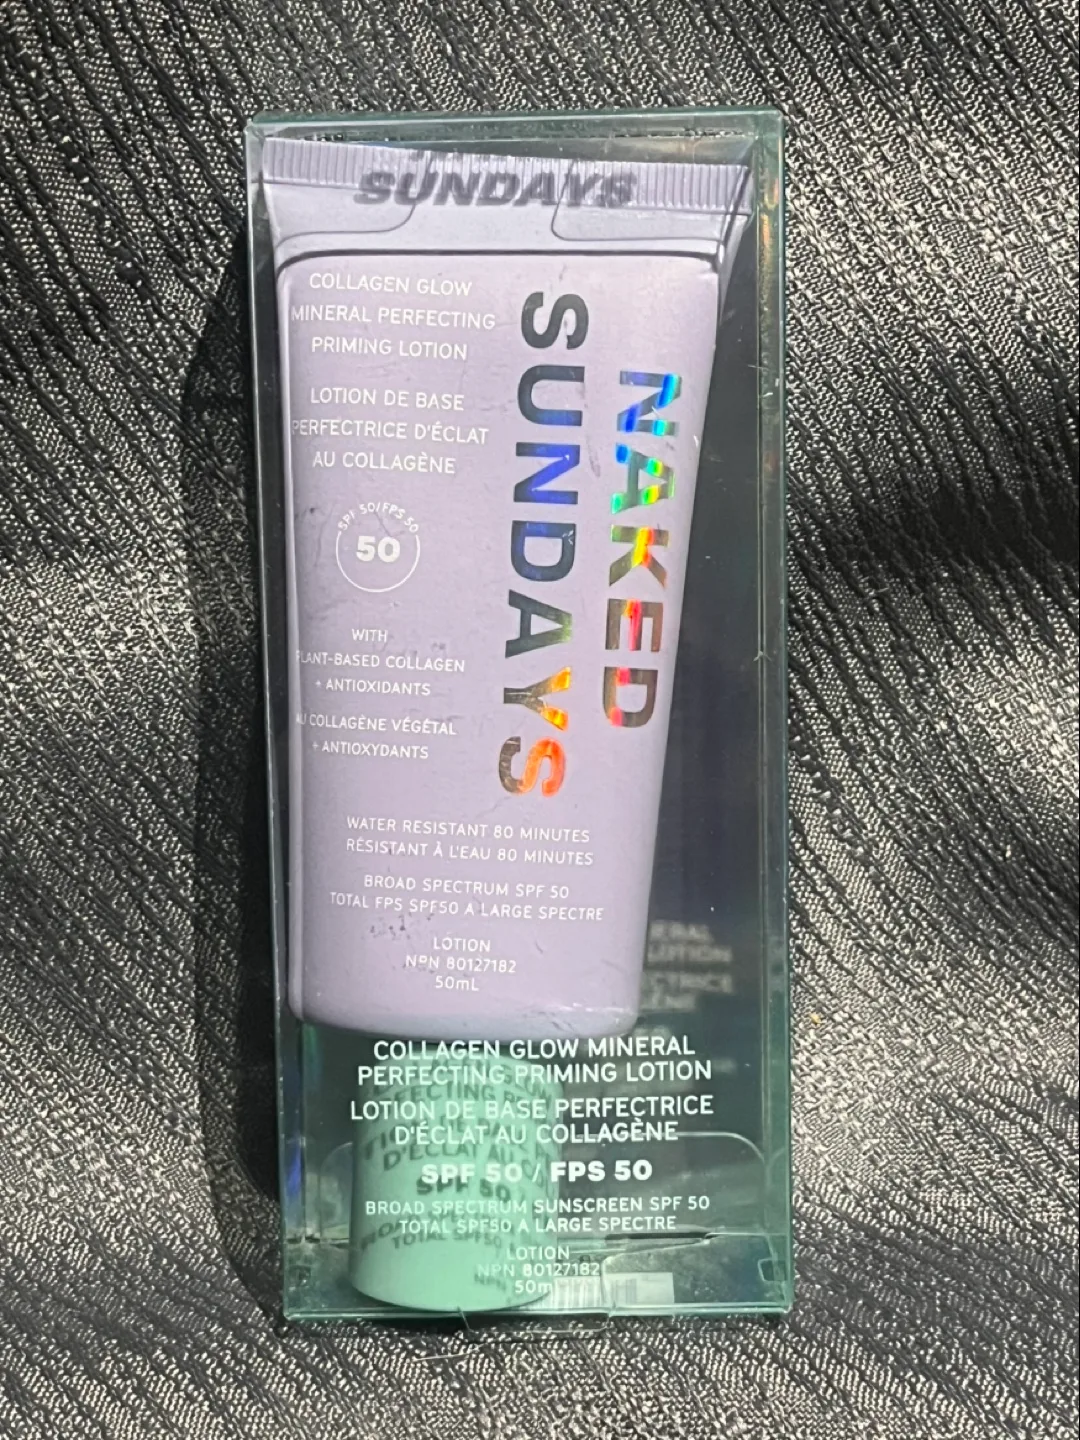 SUNDAYS
COLLAGEN GLOW
MINERAL PERFECTING
PRIMING LOTION
LOTION DE BASE
PERFECTRICE D'ÉCLAT
AU COLLAGÈNE
SPF 50/FPS 50
50
WITH
PLANT-BASED COLLAGEN
+ ANTIOXIDANTS
AU COLLAGÈNE VÉGÉTAL
+ ANTIOXYDANTS
NAKED
SUNDAYS
WATER RESISTANT 80 MINUTES
RÉSISTANT À L'EAU 80 MINUTES
BROAD SPECTRUM SPF 50
TOTAL FPS SPF50 A LARGE SPECTRE
LOTION
NPN 80127182
50mL
COLLAGEN GLOW MINERAL
PERFECTING PRIMING LOTION
LOTION DE BASE PERFECTRICE
D'ÉCLAT AU COLLAGÈNE
SPF 50 / FPS 50
BROAD SPECTRUM SUNSCREEN SPF 50
TOTAL SPF50 A LARGE SPECTRE
LOTION
NPN 80127182
50m